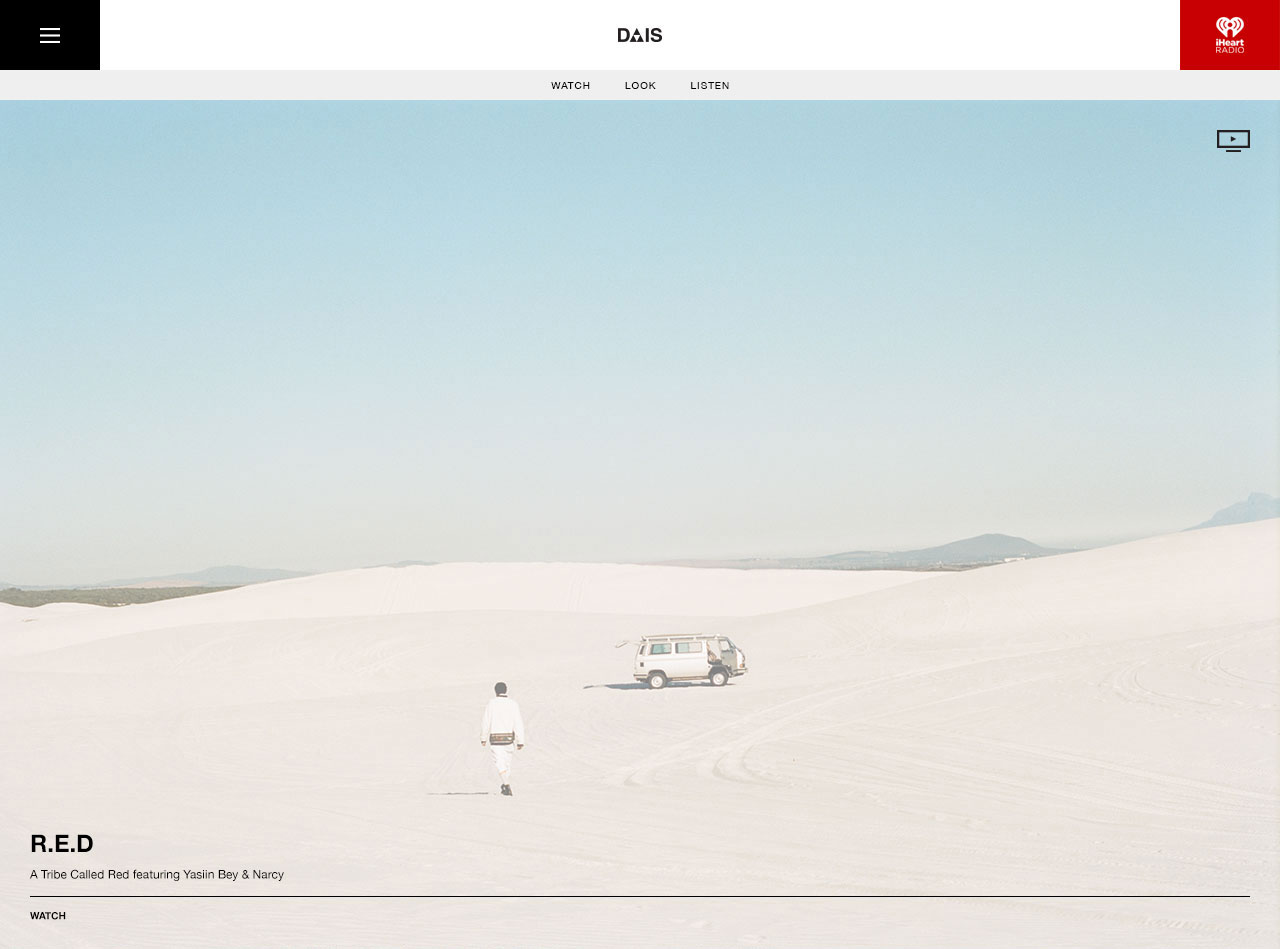 DAIS
iHeart
RADIO
WATCH LOOK LISTEN
R.E.D
A Tribe Called Red featuring Yasiin Bey & Narcy
WATCH